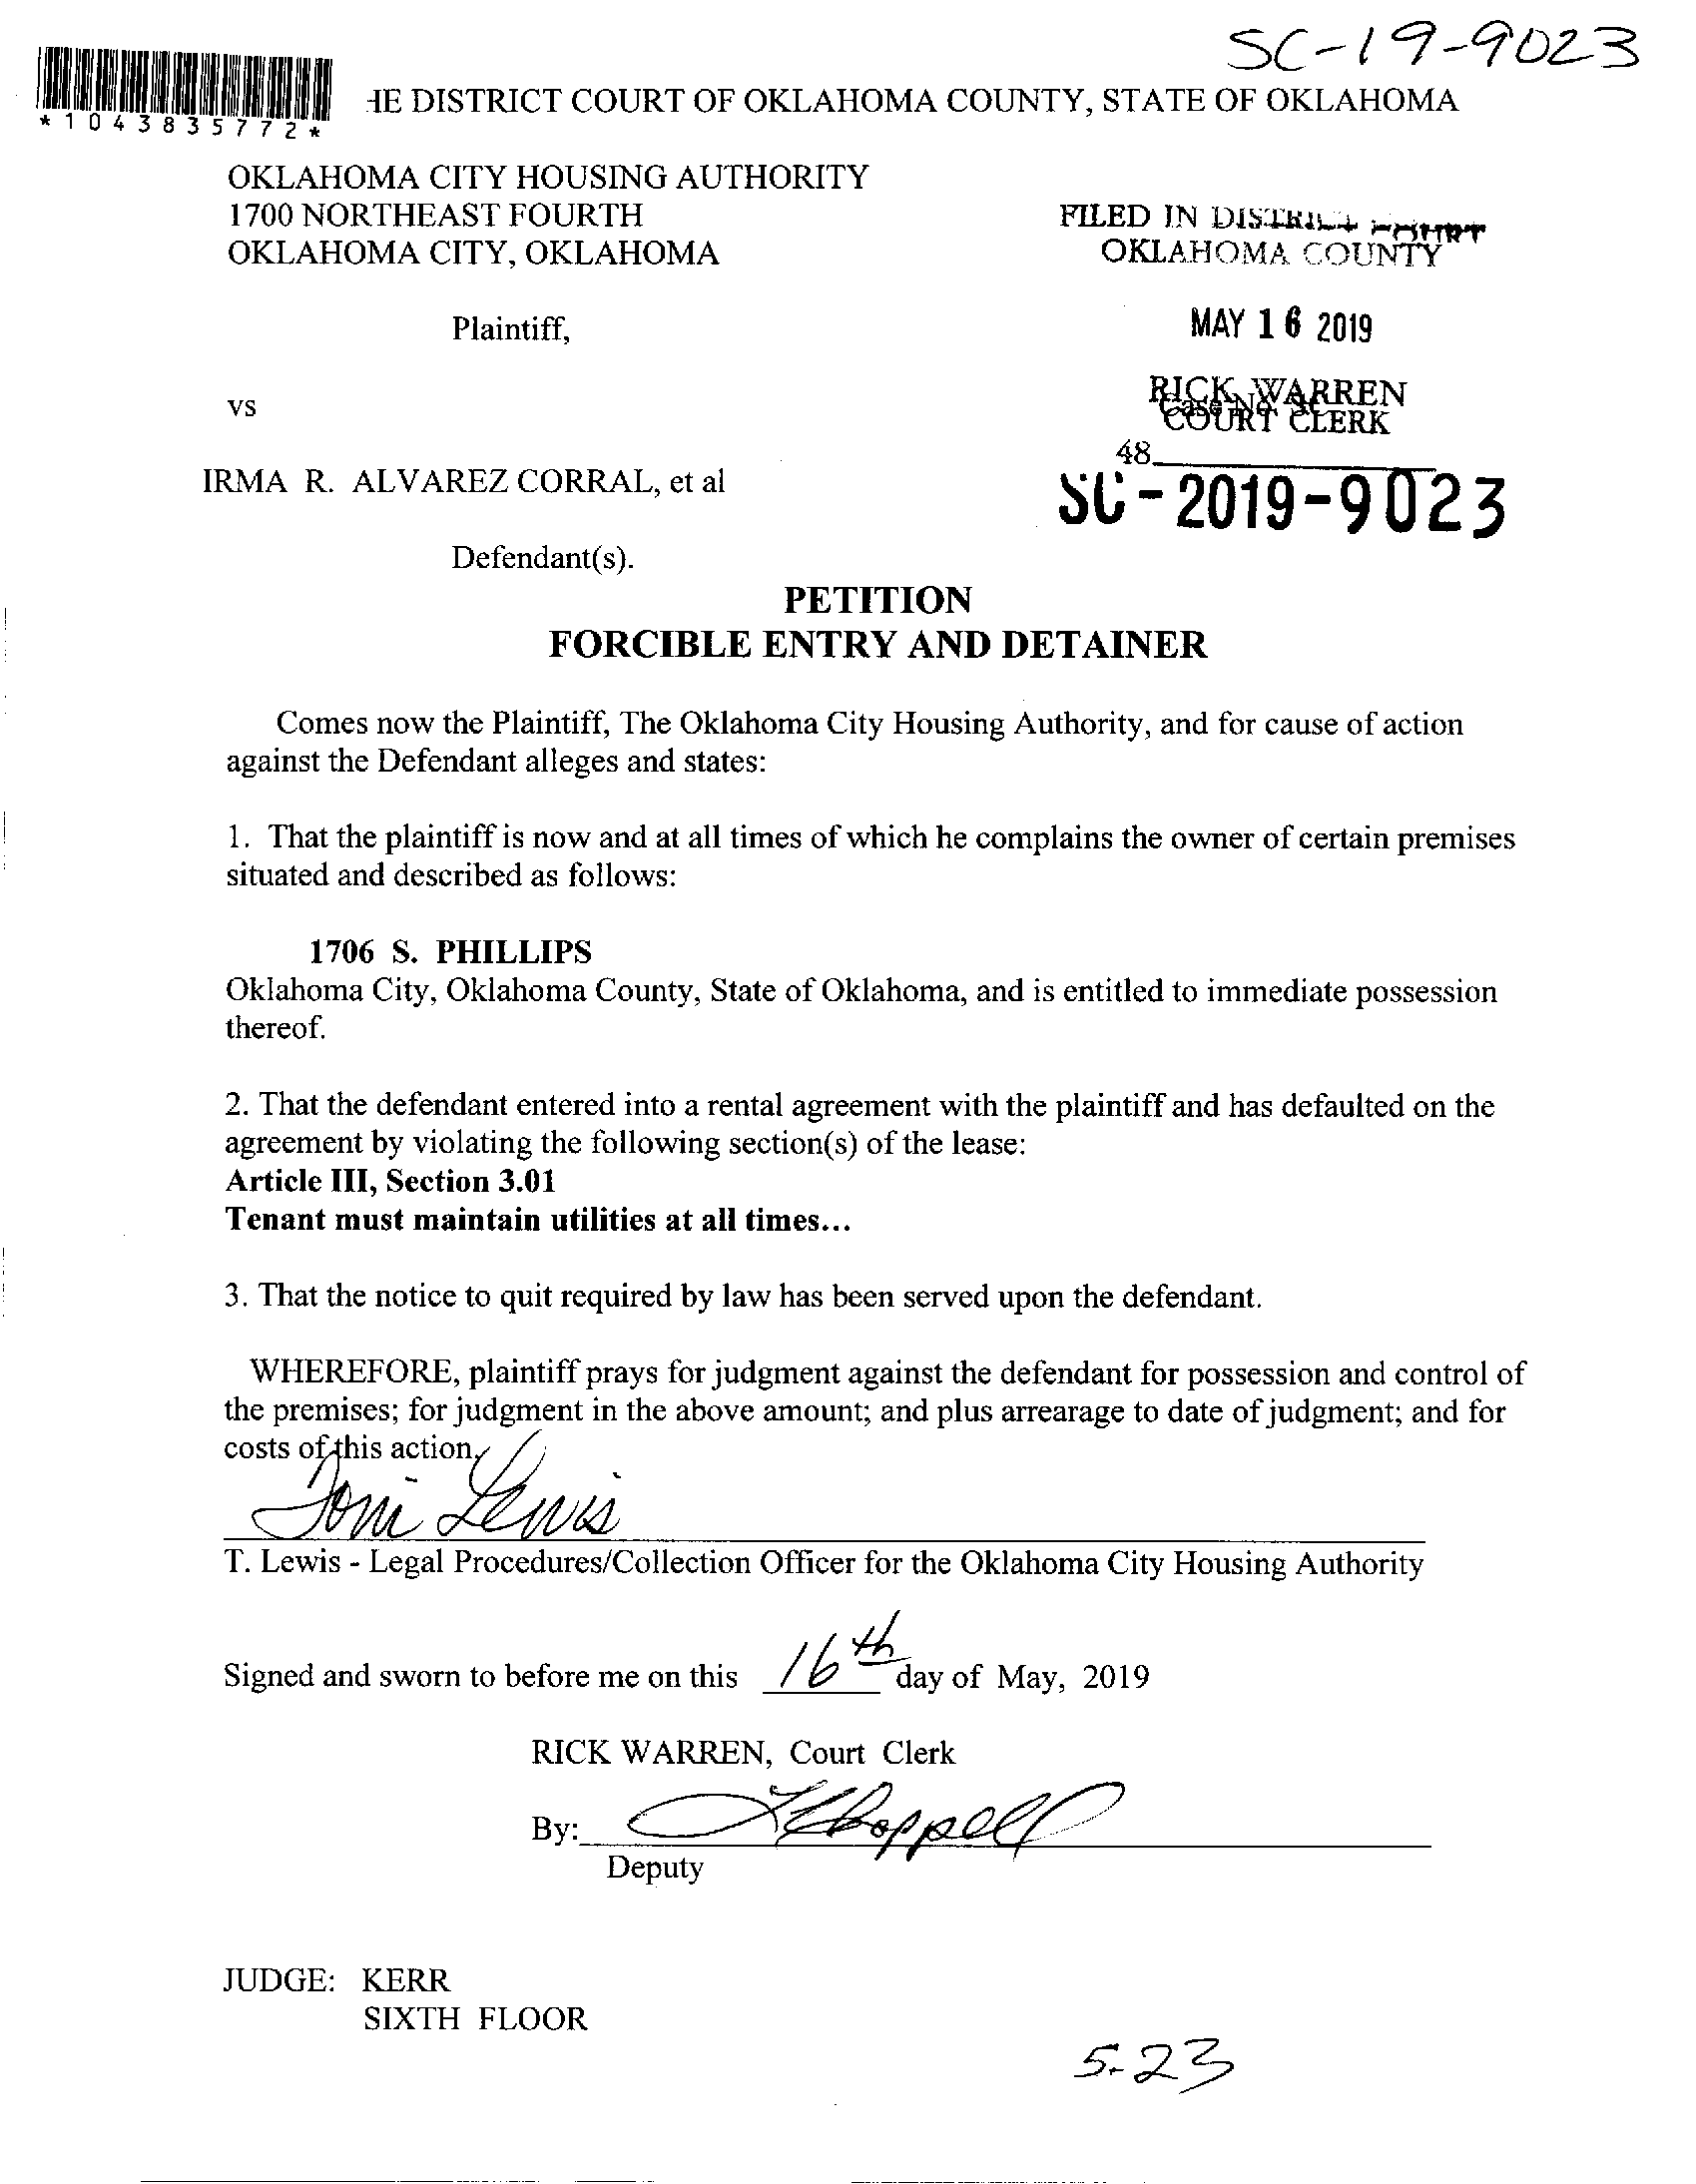 SC-19-9023
*1043835772*
HE DISTRICT COURT OF OKLAHOMA COUNTY, STATE OF OKLAHOMA
OKLAHOMA CITY HOUSING AUTHORITY
1700 NORTHEAST FOURTH
OKLAHOMA CITY, OKLAHOMA
FILED IN DISTRICT COURT
OKLAHOMA COUNTY
Plaintiff,
MAY 16 2019
vs
RICK WARREN
Case No.
COURT CLERK
48
IRMA R. ALVAREZ CORRAL, et al
SC-2019-9023
Defendant(s).
PETITION
FORCIBLE ENTRY AND DETAINER
Comes now the Plaintiff, The Oklahoma City Housing Authority, and for cause of action
against the Defendant alleges and states:
1. That the plaintiff is now and at all times of which he complains the owner of certain premises
situated and described as follows:
1706 S. PHILLIPS
Oklahoma City, Oklahoma County, State of Oklahoma, and is entitled to immediate possession
thereof.
2. That the defendant entered into a rental agreement with the plaintiff and has defaulted on the
agreement by violating the following section(s) of the lease:
Article III, Section 3.01
Tenant must maintain utilities at all times...
3. That the notice to quit required by law has been served upon the defendant.
WHEREFORE, plaintiff prays for judgment against the defendant for possession and control of
the premises; for judgment in the above amount; and plus arrearage to date of judgment; and for
costs of this action.
Toni Lewis
T. Lewis - Legal Procedures/Collection Officer for the Oklahoma City Housing Authority
Signed and sworn to before me on this 16th day of May, 2019
RICK WARREN, Court Clerk
By:
Deputy
JUDGE: KERR
SIXTH FLOOR
5-23